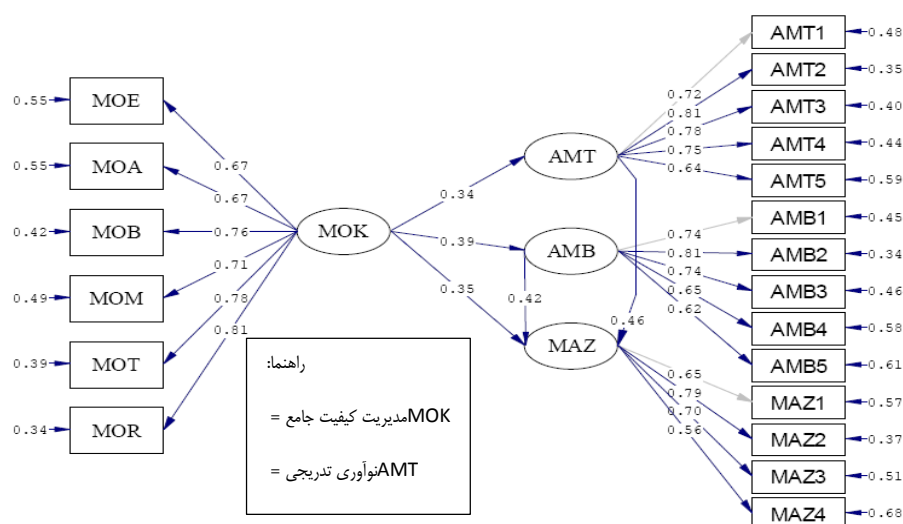 0.55 MOE
0.55 MOA
0.42 MOB
0.49 MOM
0.39 MOT
0.34 MOR
0.67
0.67
0.76
0.71
0.78
0.81
MOK
0.34
0.39
0.35
AMT
AMB
0.42
0.46
MAZ
0.72
0.81
0.78
0.75
0.64
0.74
0.81
0.74
0.65
0.62
0.65
0.79
0.70
0.56
AMT1 0.48
AMT2 0.35
AMT3 0.40
AMT4 0.44
AMT5 0.59
AMB1 0.45
AMB2 0.34
AMB3 0.46
AMB4 0.58
AMB5 0.61
MAZ1 0.57
MAZ2 0.37
MAZ3 0.51
MAZ4 0.68
راهنما:
MOKمدیریت کیفیت جامع =
AMTنوآوری تدریجی =